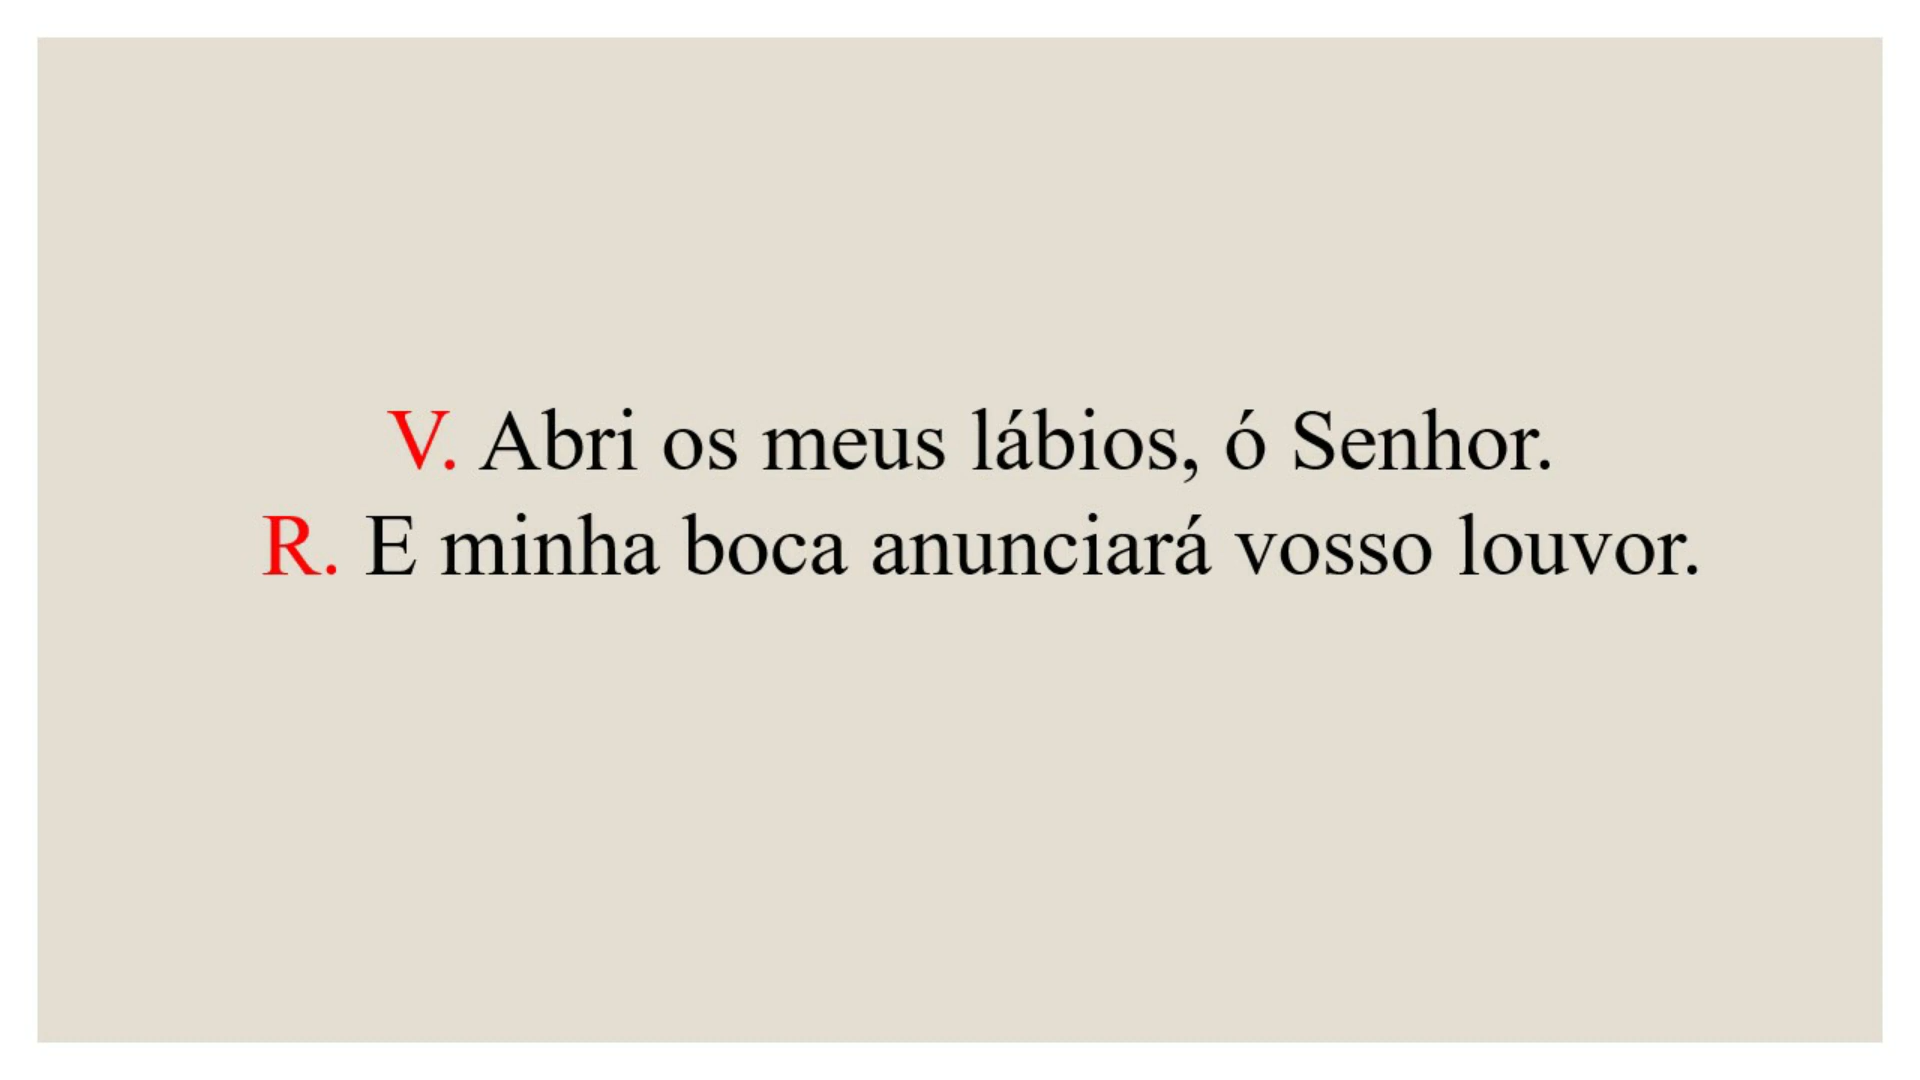 V. Abri os meus lábios, ó Senhor.
R. E minha boca anunciará vosso louvor.